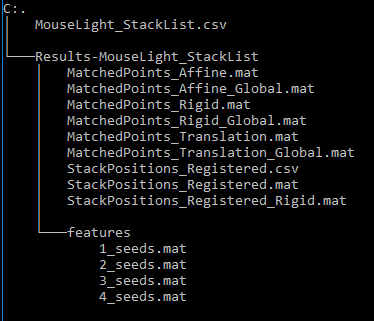 C:.
MouseLight_StackList.csv
Results-MouseLight_StackList
MatchedPoints_Affine.mat
MatchedPoints_Affine_Global.mat
MatchedPoints_Rigid.mat
MatchedPoints_Rigid_Global.mat
MatchedPoints_Translation.mat
MatchedPoints_Translation_Global.mat
StackPositions_Registered.csv
StackPositions_Registered.mat
StackPositions_Registered_Rigid.mat
features
1_seeds.mat
2_seeds.mat
3_seeds.mat
4_seeds.mat